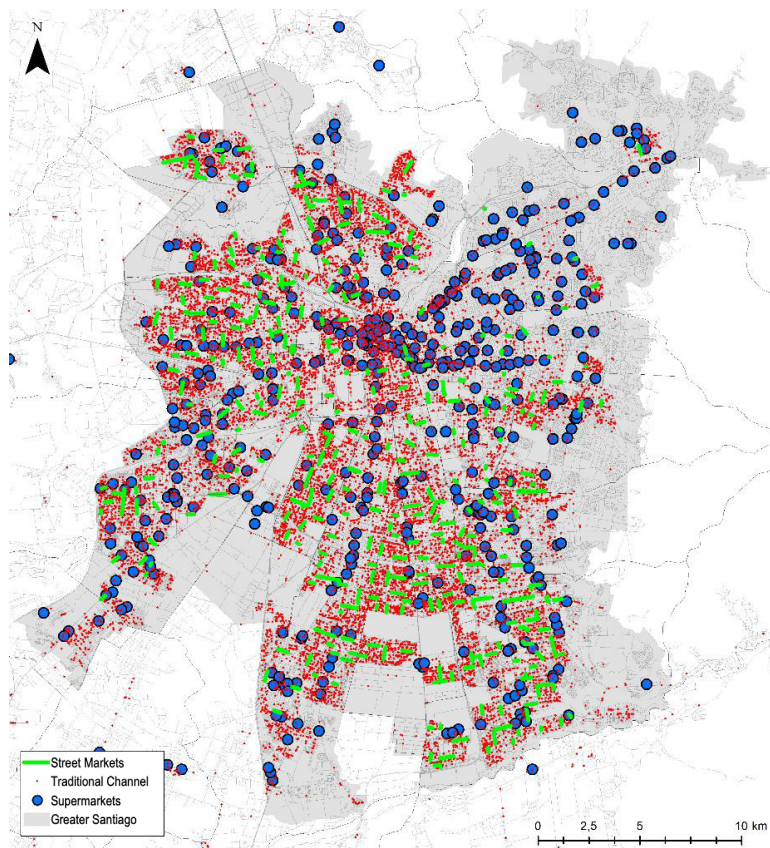 N
Street Markets
Traditional Channel
Supermarkets
Greater Santiago
0 2,5 5 10 km